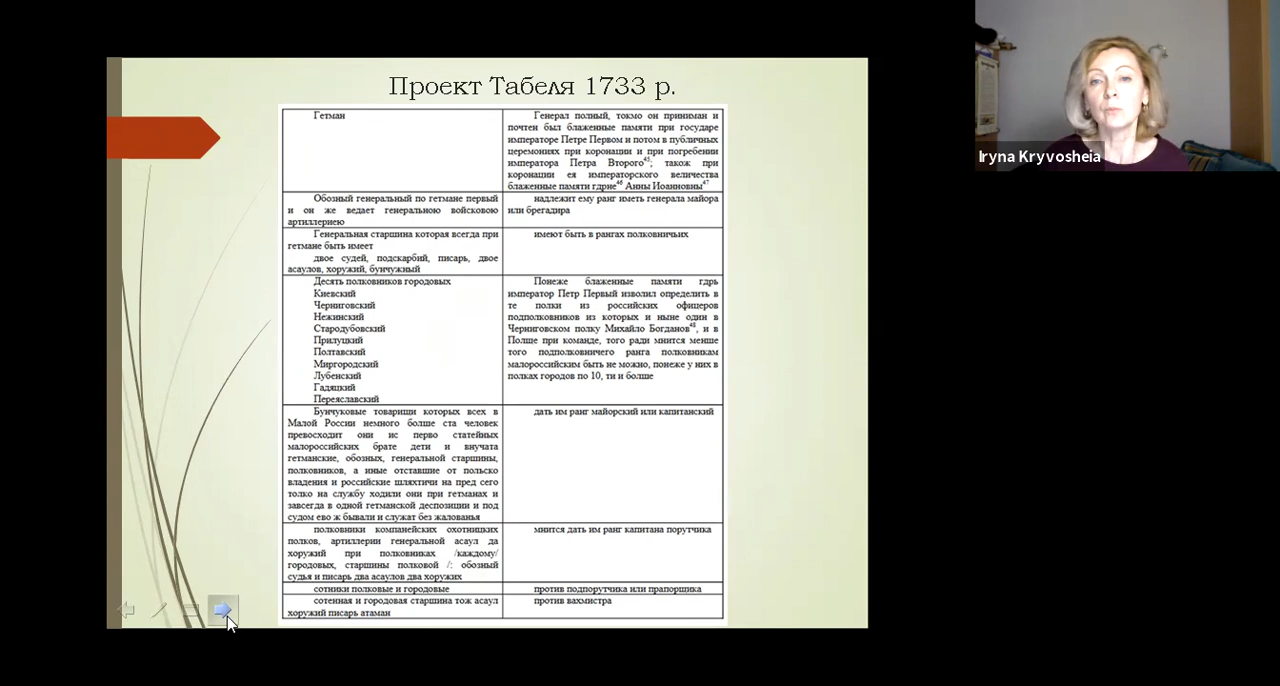 Проект Табеля 1733 р.
Гетман
Генерал полный, токмо он приниман и
почтен был блаженные памяти при государе
императоре Петре Первом и потом в публичных
церемониях при коронации и при погребении
императора Петра Второго45; також при
коронации ея императорского величества
блаженные памяти гдрне46 Анны Иоанновны47
Обозный генеральный по гетмане первый
и он же ведает генеральною войсковою
артиллериею
надлежит ему ранг иметь генерала майора
или брегадира
Генеральная старшина которая всегда при
гетмане быть имеет
двое судей, подскарбий, писарь, двое
асаулов, хоружий, бунчужный
имеют быть в рангах полковничьих
Десять полковников городовых
Киевский
Черниговский
Нежинский
Стародубовский
Прилуцкий
Полтавский
Миргородский
Лубенский
Гадяцкий
Переяславский
Понеже блаженные памяти гдрь
император Петр Первый изволил определить в
те полки из российских офицеров
подполковников из которых и ныне один в
Черниговском полку Михайло Богданов48, и в
Полше при команде, того ради мнится менше
того подполковничего ранга полковникам
малороссийским быть не можно, понеже у них в
полках городов по 10, ти и болше
Бунчуковые товарищи которых всех в
Малой России немного болше ста человек
превосходит они ис перво статейных
малороссийских брате дети и внучата
гетманские, обозных, генеральной старшины,
полковников, а иные отставшие от польско
владения и российские шляхтичи на пред сего
толко на службу ходили они при гетманах и
завсегда в одной гетманской деспозиции и под
судом ево ж бывали и служат без жалованья
дать им ранг майорский или капитанский
полковники компанейских охотницких
полков, артиллерии генеральной асаул да
хоружий при полковниках /каждому/
городовых, старшины полковой /: обозный
судья и писарь два асаулов два хоружих
мнится дать им ранг капитана порутчика
сотники полковые и городовые
против подпорутчика или прапорщика
сотенная и городовая старшина тож асаул
хоружий писарь атаман
против вахмистра
Iryna Kryvosheia